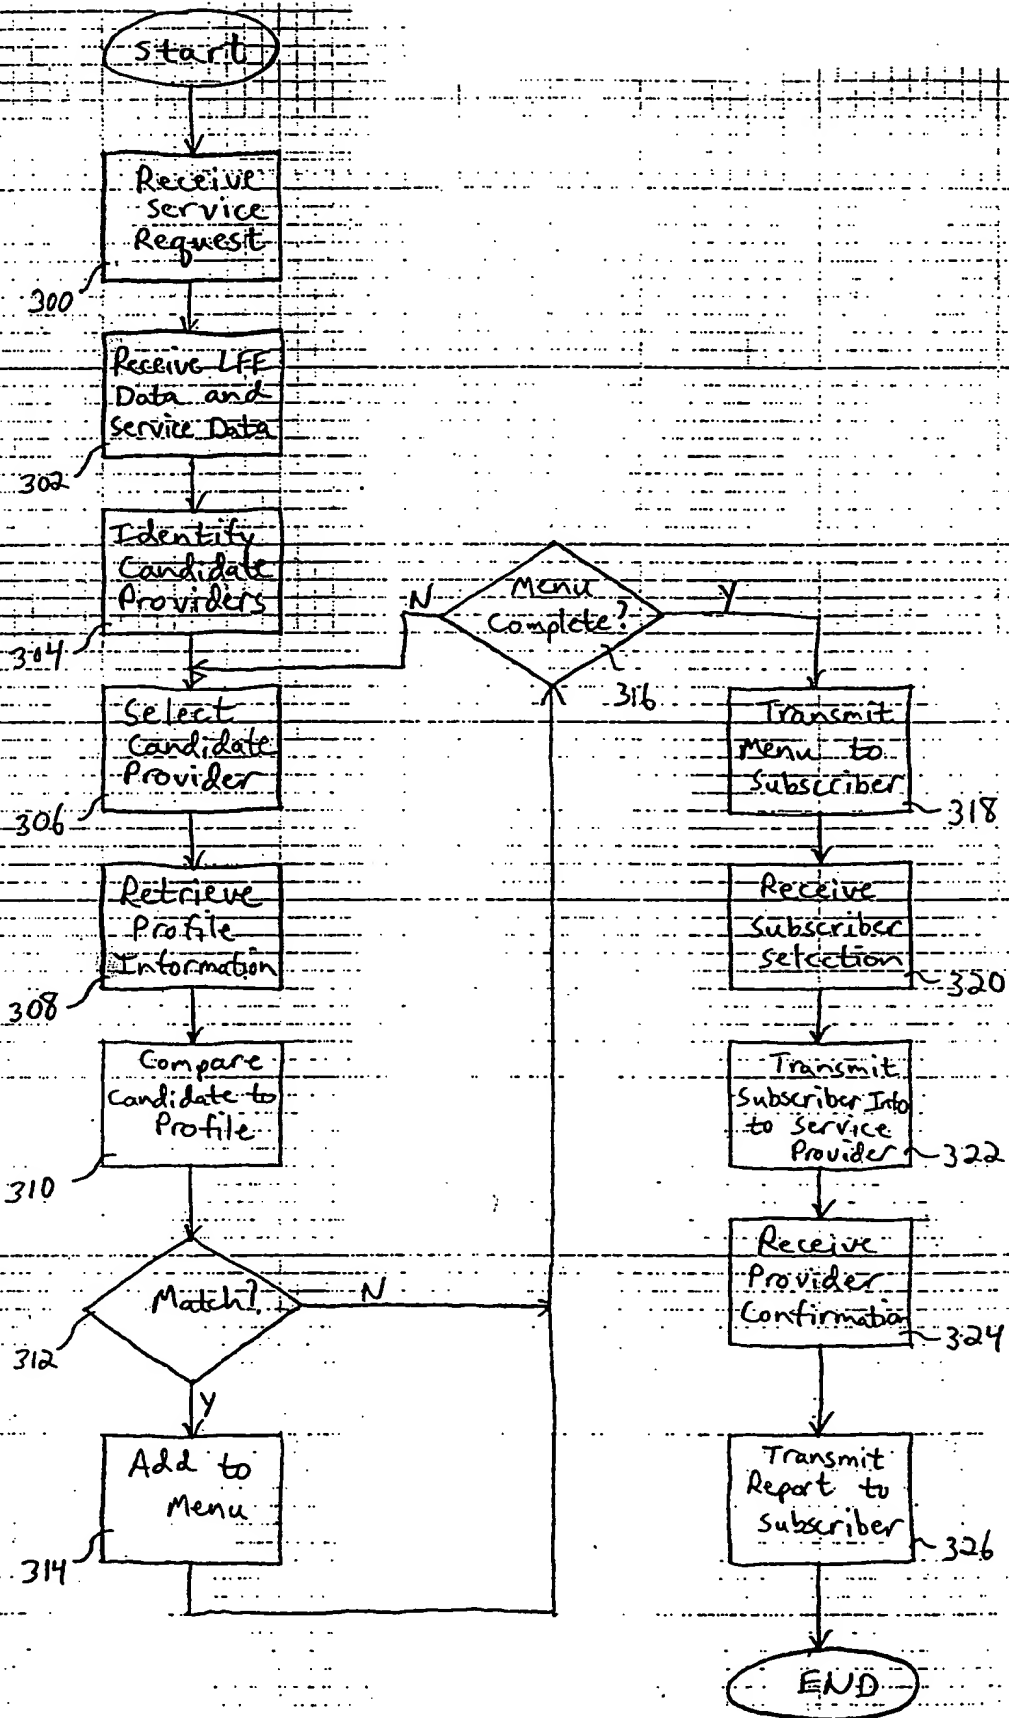 Start
Receive
Service
Request
300
Receive LFF
Data and
Service Data
302
Identify
Candidate
Providers
304
Select
Candidate
Provider
306
Retrieve
Profile
Information
308
Compare
Candidate to
Profile
310
Match?
N
312
Y
Add to
Menu
314
N
Menu
Complete?
Y
316
Transmit
Menu to
Subscriber
318
Receive
Subscriber
Selection
320
Transmit
Subscriber Info
to Service
Provider
322
Receive
Provider
Confirmation
324
Transmit
Report to
Subscriber
326
END